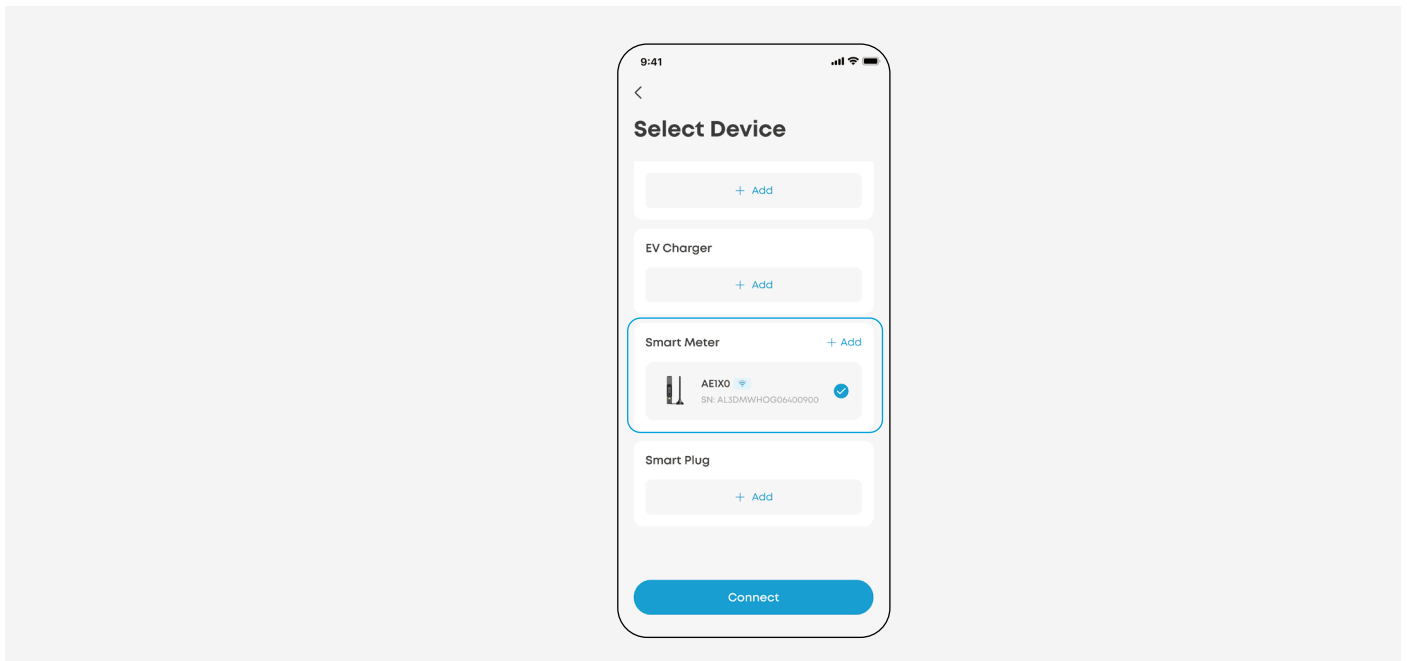 9:41
Select Device
+ Add
EV Charger
+ Add
Smart Meter + Add
AE1X0
SN: AL3DMWHOG06400900
Smart Plug
+ Add
Connect